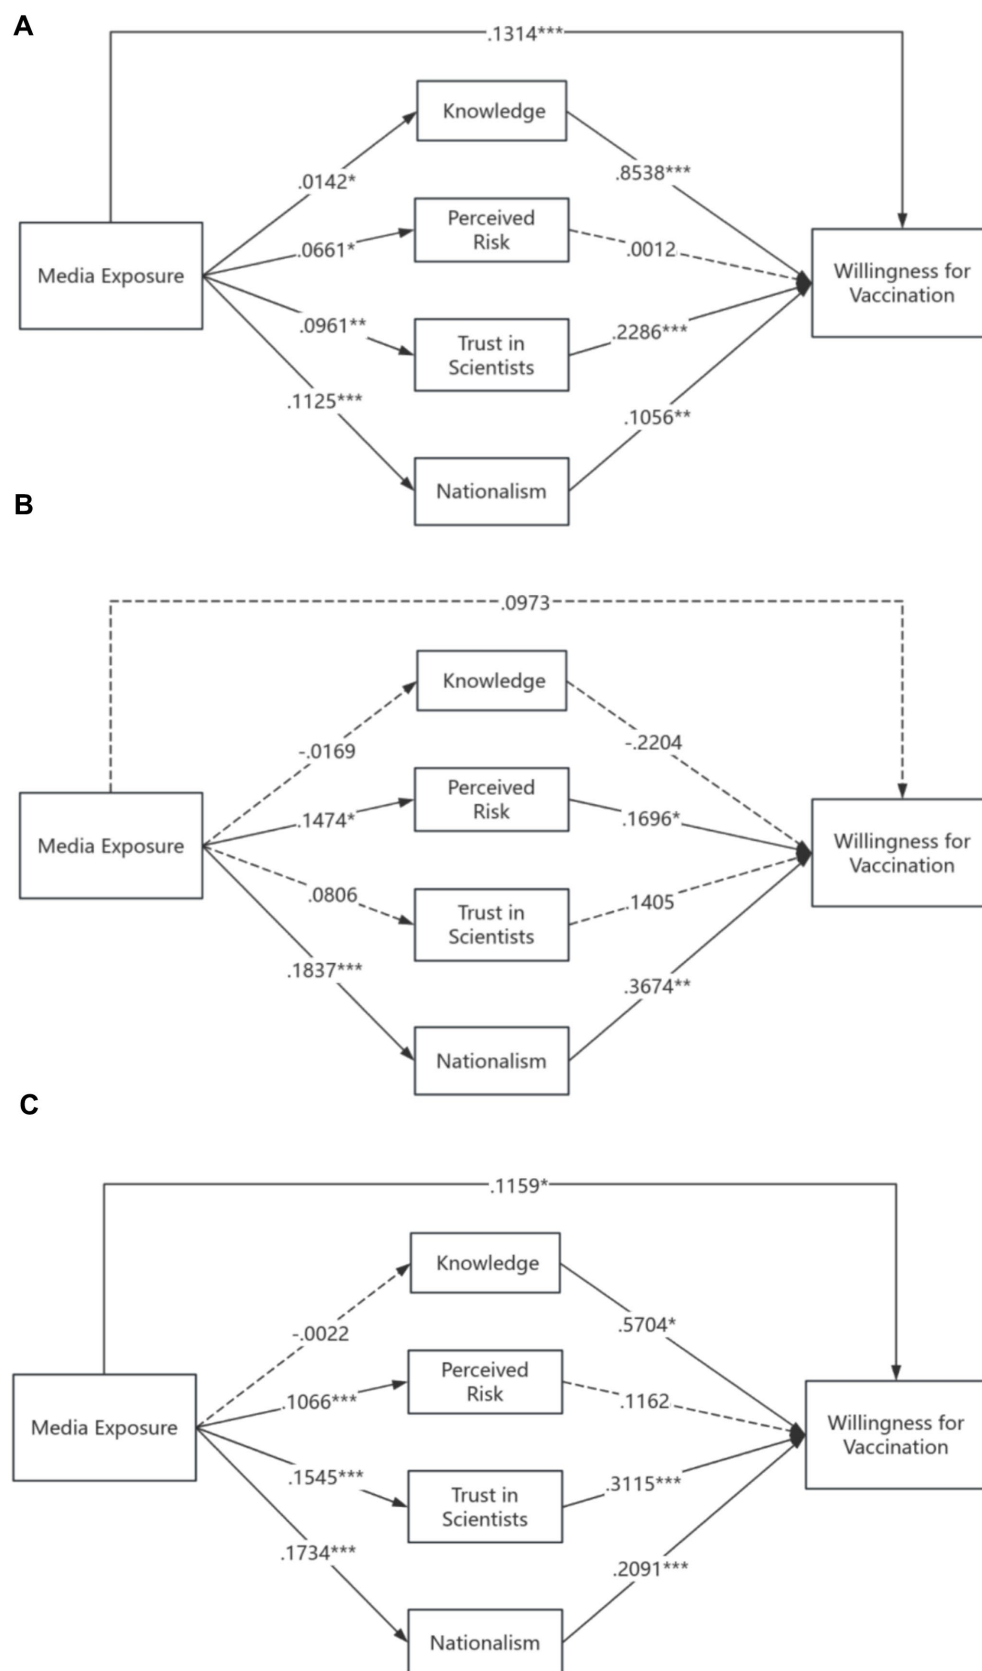 A
.1314***
Knowledge
.0142*
.8538***
Perceived
Risk
.0661*
.0012
Media Exposure
Willingness for
Vaccination
.0961**
Trust in
Scientists
.2286***
.1125***
.1056**
Nationalism
B
.0973
Knowledge
-.0169
-.2204
Perceived
Risk
.1474*
.1696*
Media Exposure
Willingness for
Vaccination
.0806
Trust in
Scientists
.1405
.1837***
.3674**
Nationalism
C
.1159*
Knowledge
-.0022
.5704*
Perceived
Risk
.1066***
.1162
Media Exposure
Willingness for
Vaccination
.1545***
Trust in
Scientists
.3115***
.1734***
.2091***
Nationalism